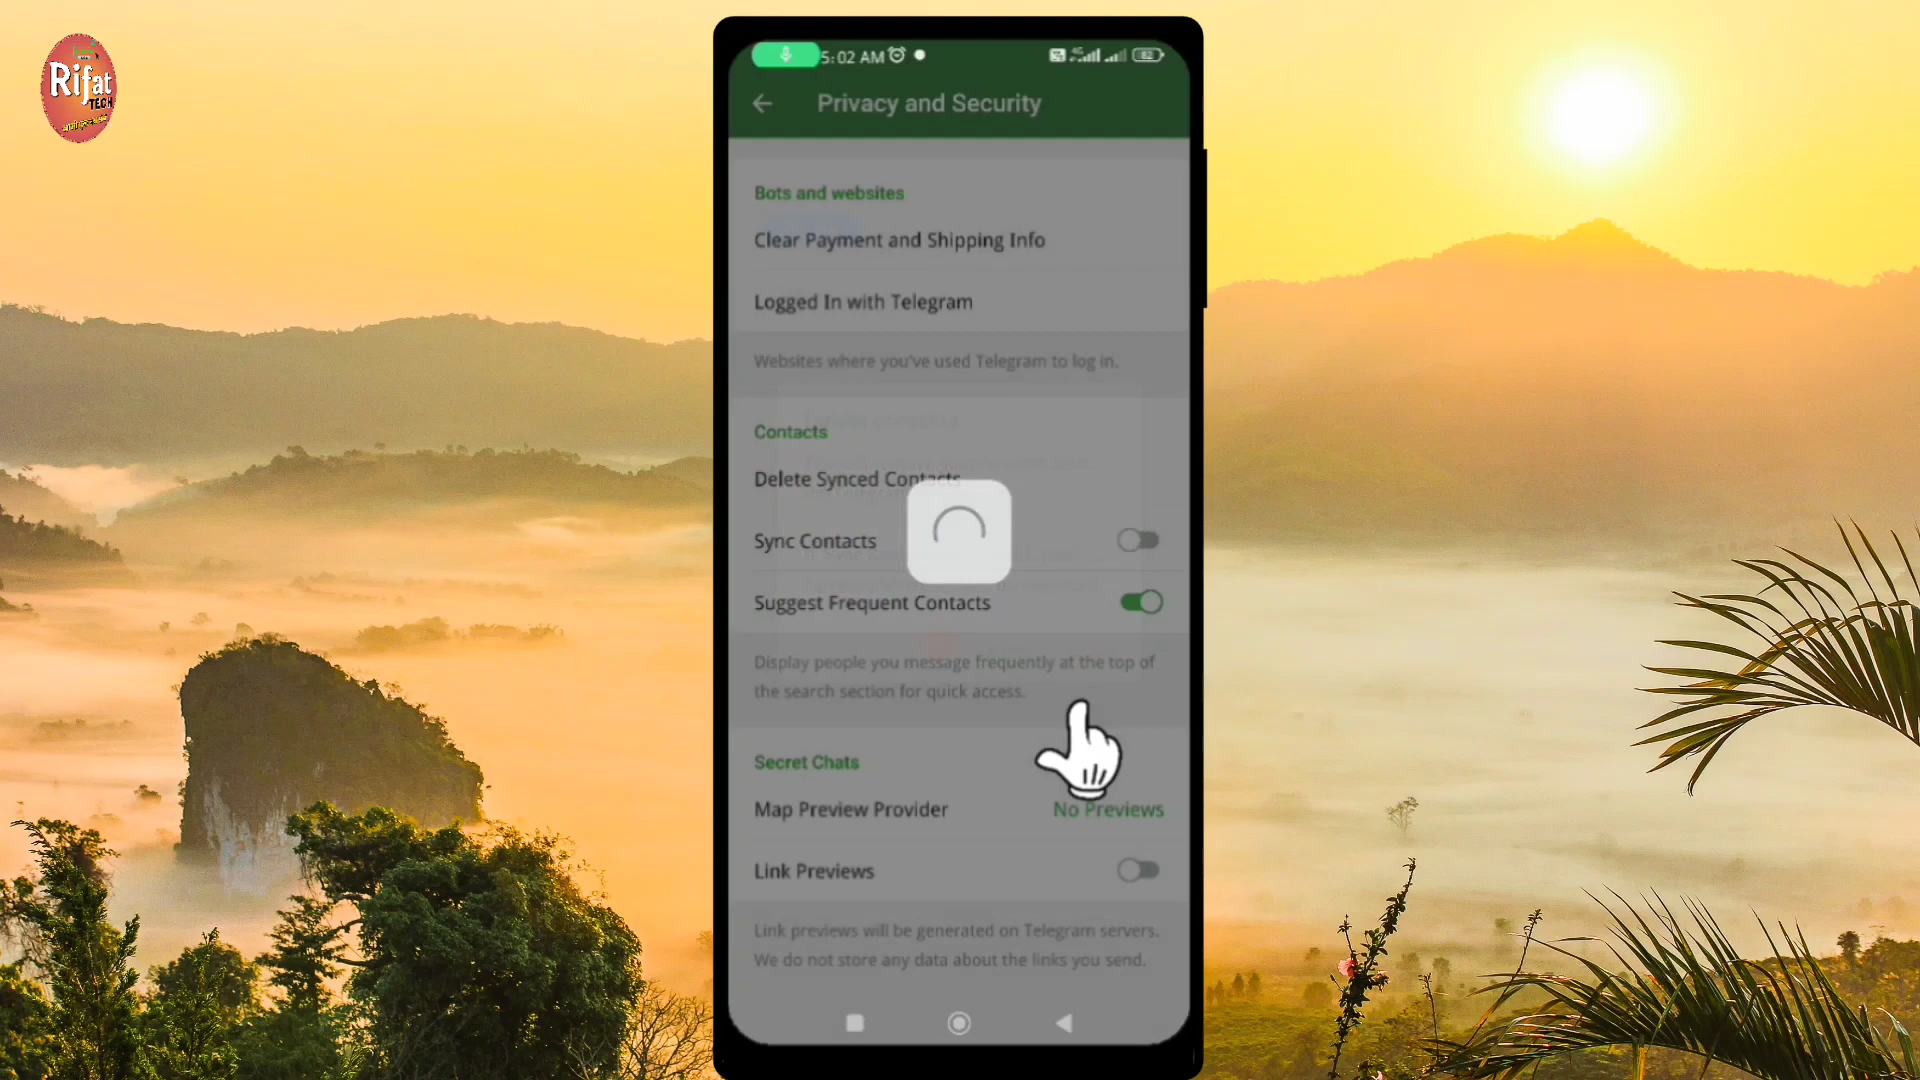 Rifat
TECH
5:02 AM
4G
82
Privacy and Security
Bots and websites
Clear Payment and Shipping Info
Logged In with Telegram
Websites where you've used Telegram to log in.
Contacts
Delete Synced Contacts
Sync Contacts
Suggest Frequent Contacts
Display people you message frequently at the top of
the search section for quick access.
Secret Chats
Map Preview Provider
No Previews
Link Previews
Link previews will be generated on Telegram servers.
We do not store any data about the links you send.